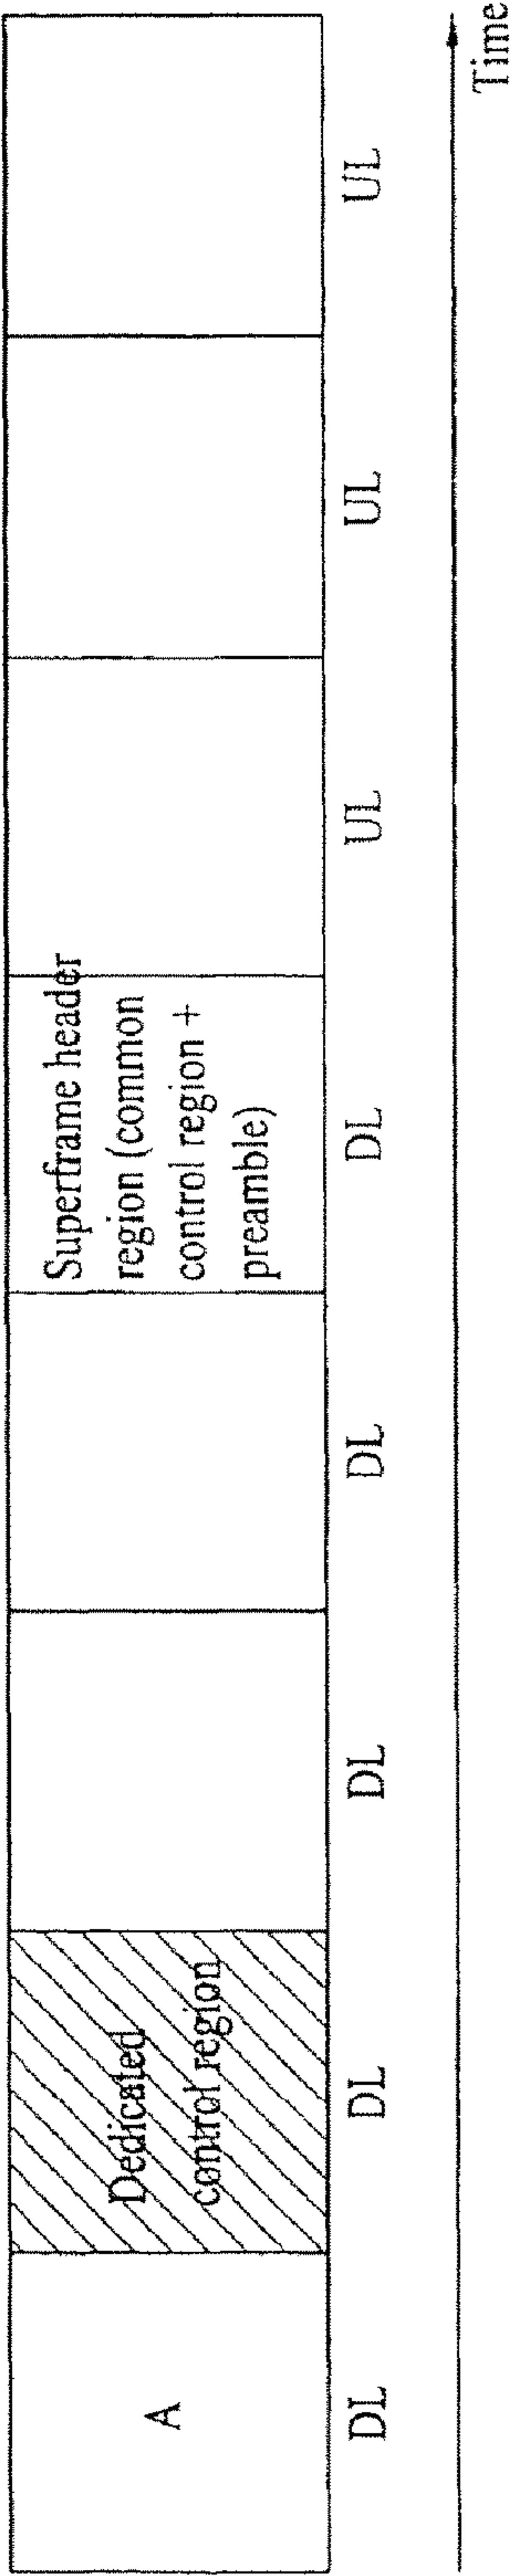 A
Dedicated
control region
Superframe header
region (common
control region +
preamble)
DL
DL
DL
DL
DL
UL
UL
UL
Time